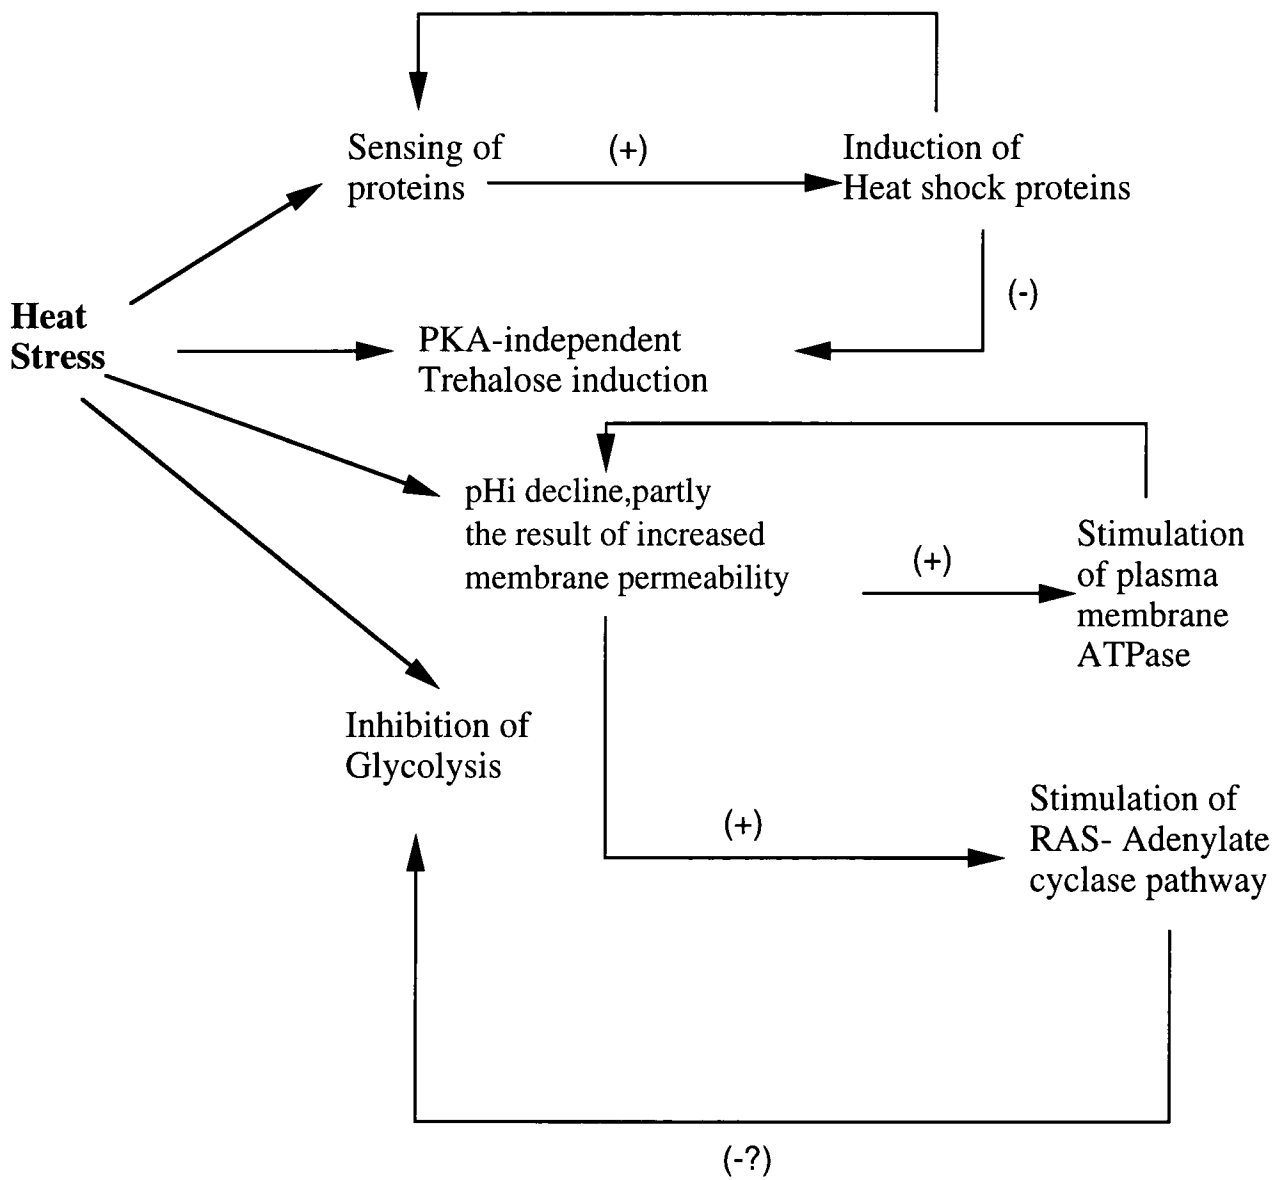 Sensing of
proteins
(+)
Induction of
Heat shock proteins
(-)
Heat
Stress
PKA-independent
Trehalose induction
pHi decline,partly
the result of increased
membrane permeability
(+)
Stimulation
of plasma
membrane
ATPase
Inhibition of
Glycolysis
(+)
Stimulation of
RAS- Adenylate
cyclase pathway
(-?)